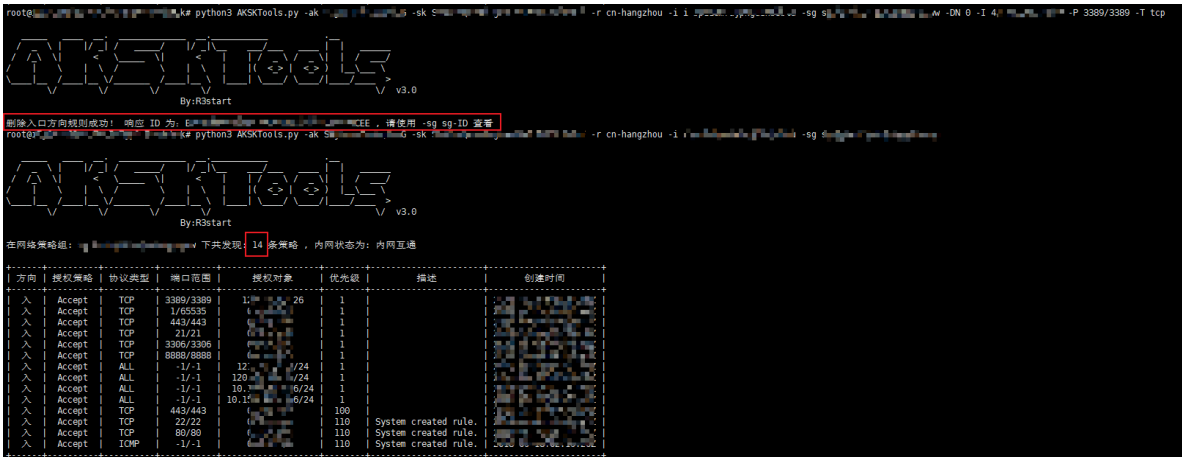 root@ k# python3 AKSKTools.py -ak -sk S -r cn-hangzhou -i i -sg s w -DN 0 -I 4 -P 3389/3389 -T tcp
AKSKTools
v3.0
By:R3start
删除入口方向规则成功! 响应 ID 为: E CEE , 请使用 -sg sg-ID 查看
root@ k# python3 AKSKTools.py -ak S G -sk -r cn-hangzhou -i -sg s
AKSKTools
v3.0
By:R3start
在网络策略组: 下共发现: 14 条策略 , 内网状态为: 内网互通
| 方向 | 授权策略 | 协议类型 | 端口范围 | 授权对象 | 优先级 | 描述 | 创建时间 |
| 入 | Accept | TCP | 3389/3389 | 12 26 | 1 | | |
| 入 | Accept | TCP | 1/65535 | | 1 | | |
| 入 | Accept | TCP | 443/443 | | 1 | | |
| 入 | Accept | TCP | 21/21 | | 1 | | |
| 入 | Accept | TCP | 3306/3306 | | 1 | | |
| 入 | Accept | TCP | 8888/8888 | | 1 | | |
| 入 | Accept | ALL | -1/-1 | 12 /24 | 1 | | |
| 入 | Accept | ALL | -1/-1 | 120 /24 | 1 | | |
| 入 | Accept | ALL | -1/-1 | 10. 6/24 | 1 | | |
| 入 | Accept | ALL | -1/-1 | 10.15 6/24 | 1 | | |
| 入 | Accept | TCP | 443/443 | | 100 | | |
| 入 | Accept | TCP | 22/22 | | 110 | System created rule. | |
| 入 | Accept | TCP | 80/80 | | 110 | System created rule. | |
| 入 | Accept | ICMP | -1/-1 | | 110 | System created rule. | |